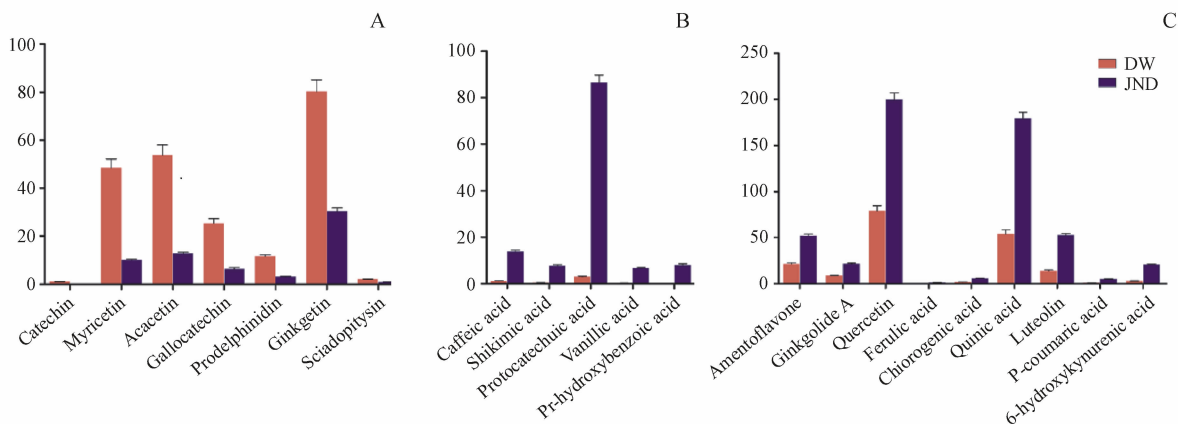 A
100
80
60
40
20
0
Catechin
Myricetin
Acacetin
Gallocatechin
Prodelphinidin
Ginkgetin
Sciadopitysin
B
100
80
60
40
20
0
Caffeic acid
Shikimic acid
Protocatechuic acid
Vanillic acid
Pr-hydroxybenzoic acid
C
250
200
150
100
50
0
DW
JND
Amentoflavone
Ginkgolide A
Quercetin
Ferulic acid
Chiorogenic acid
Quinic acid
Luteolin
P-coumaric acid
6-hydroxykynurenic acid